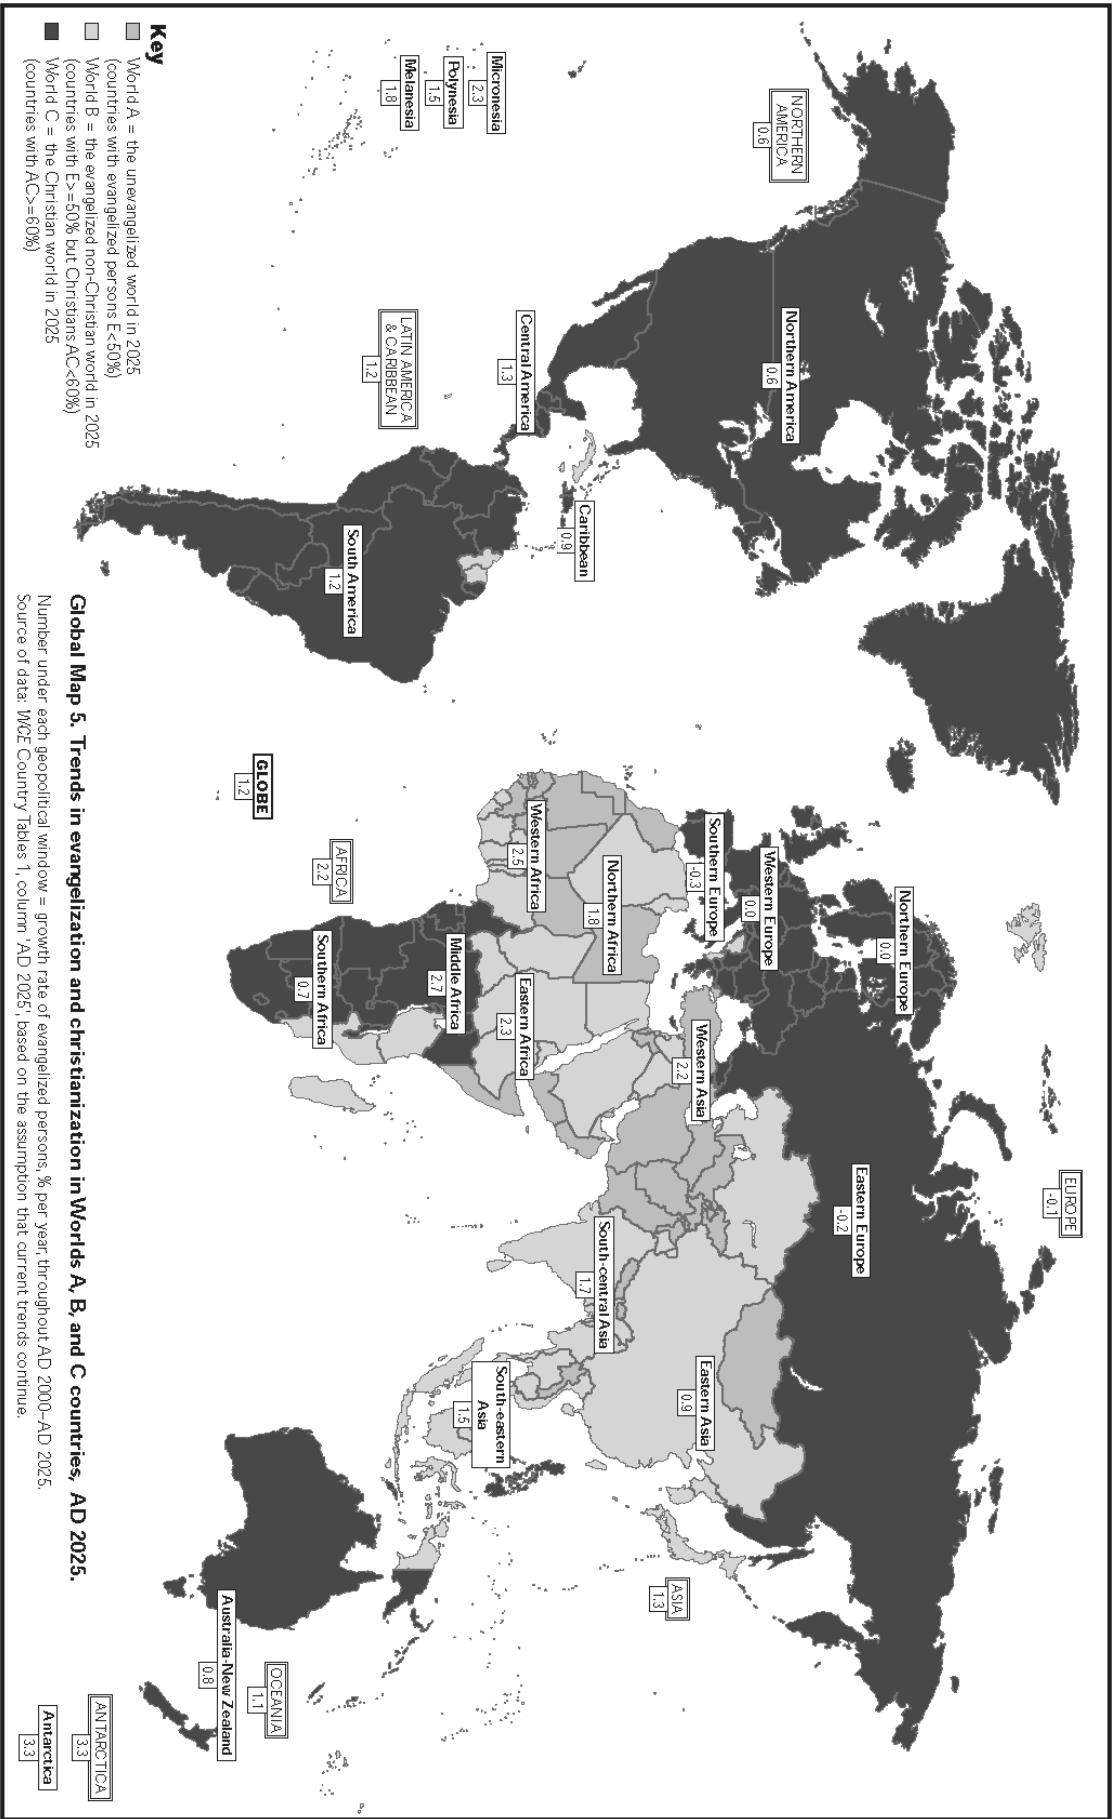 NORTHERN
AMERICA
0.6
Northern America
0.6
EUROPE
-0.1
Northern Europe
0.0
Western Europe
0.0
Eastern Europe
-0.2
Southern Europe
-0.3
Micronesia
2.3
Polynesia
1.5
Melanesia
1.8
Central America
1.3
Caribbean
0.9
LATIN AMERICA
& CARIBBEAN
1.2
South America
1.2
Northern Africa
1.8
Western Africa
2.5
Western Asia
2.2
Eastern Africa
2.3
Middle Africa
2.7
AFRICA
2.2
Southern Africa
0.7
South-central Asia
1.7
Eastern Asia
0.9
South-eastern
Asia
1.5
ASIA
1.3
GLOBE
1.2
OCEANIA
1.1
Australia-New Zealand
0.8
ANTARCTICA
3.3
Antarctica
3.3
Key
World A = the unevangelized world in 2025
(countries with evangelized persons E<50%)
World B = the evangelized non-Christian world in 2025
(countries with E>=50% but Christians AC<60%)
World C = the Christian world in 2025
(countries with AC>=60%)
Global Map 5. Trends in evangelization and christianization in Worlds A, B, and C countries, AD 2025.
Number under each geopolitical window = growth rate of evangelized persons, % per year, throughout AD 2000–AD 2025.
Source of data: WCE Country Tables 1, column 'AD 2025', based on the assumption that current trends continue.